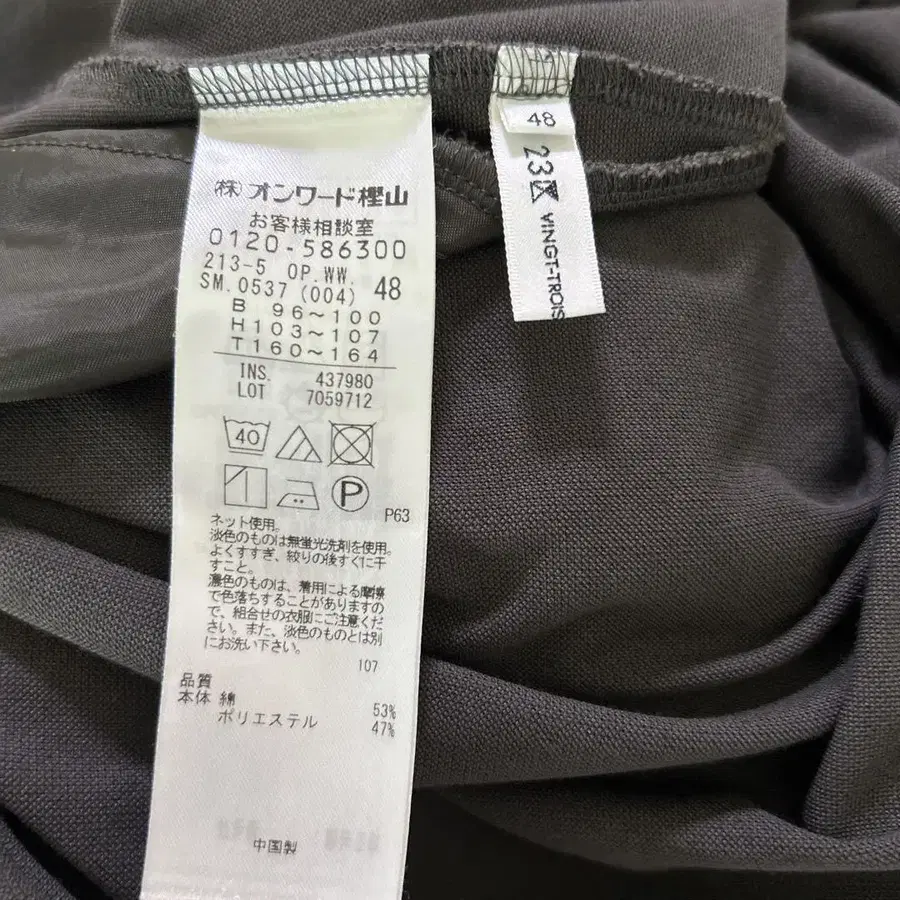 (株)オンワード樫山
お客様相談室
0120-586300
213-5 OP.WW.
SM.0537 (004) 48
B 96～100
H 103～107
T 160～164
INS. 437980
LOT 7059712
40
P
P63
ネット使用。
淡色のものは無蛍光洗剤を使用。
よくすすぎ、絞りの後すぐに干
すこと。
濃色のものは、着用による摩擦
で色落ちすることがありますの
で、組合せの衣服にご注意くだ
さい。また、淡色のものとは別
にお洗い下さい。
107
品質
本体 綿 53%
ポリエステル 47%
中国製
48
23区
VINGT-TROIS